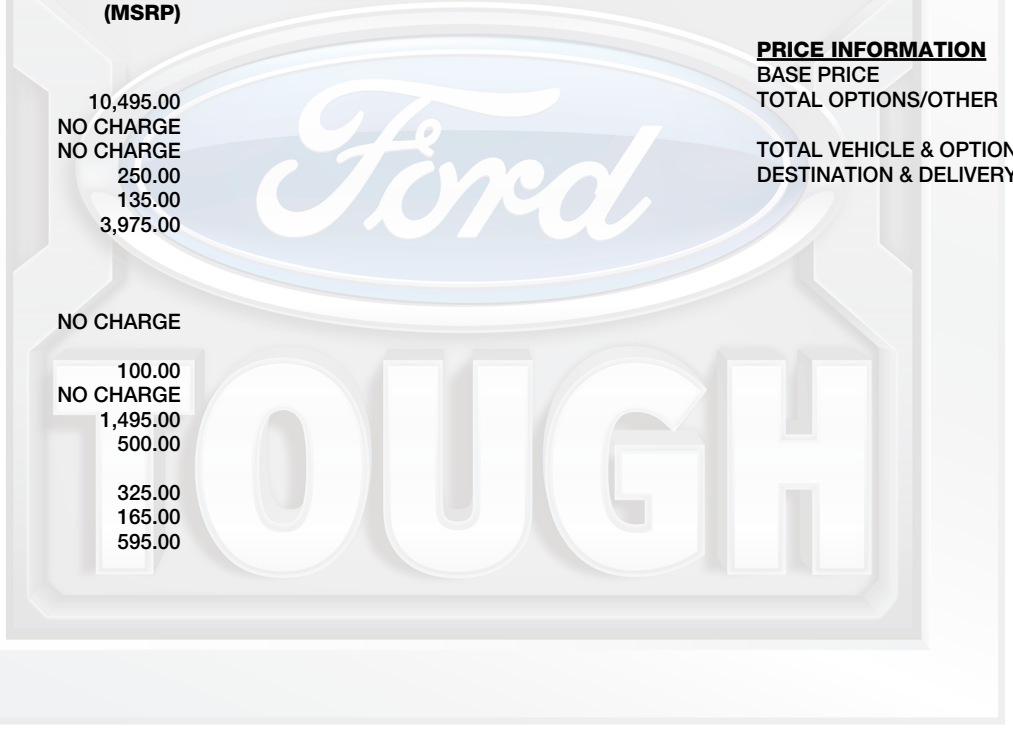 (MSRP)
10,495.00
NO CHARGE
NO CHARGE
250.00
135.00
3,975.00
NO CHARGE
100.00
NO CHARGE
1,495.00
500.00
325.00
165.00
595.00
PRICE INFORMATION
BASE PRICE
TOTAL OPTIONS/OTHER
TOTAL VEHICLE & OPTION
DESTINATION & DELIVERY
Ford
TOUGH